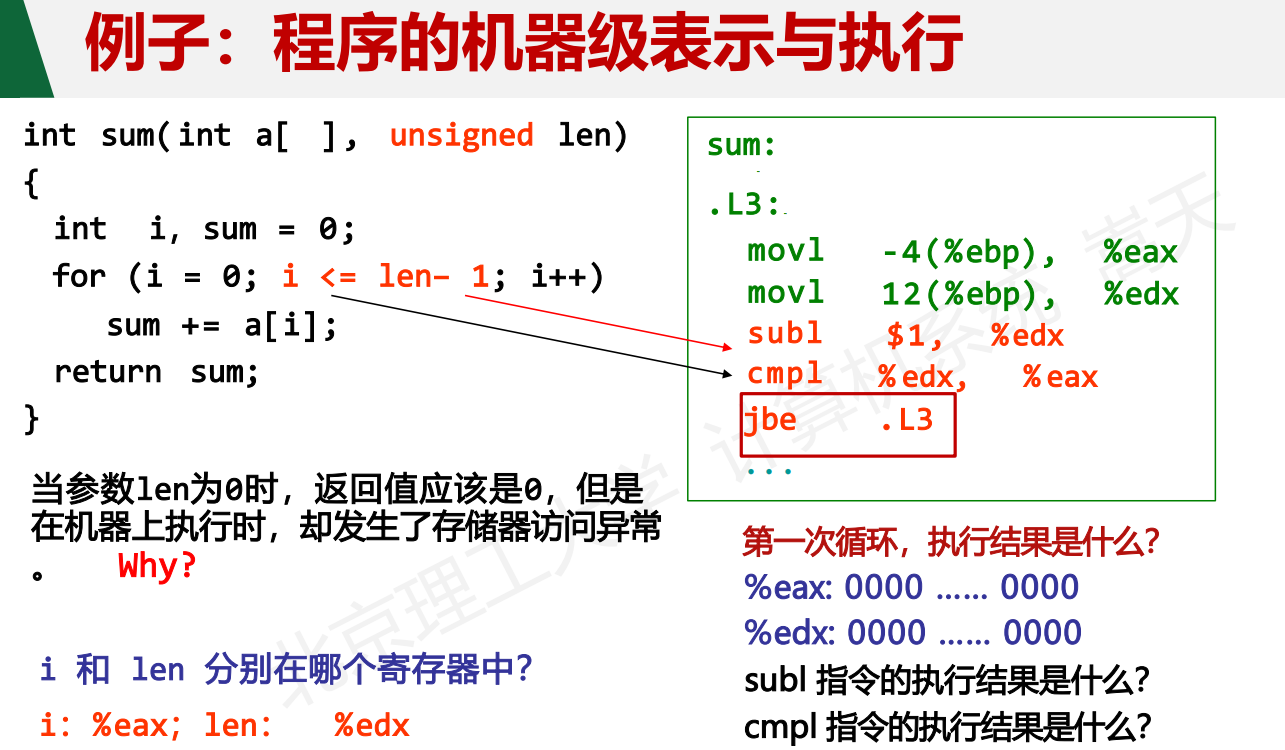 例子：程序的机器级表示与执行
int sum(int a[ ], unsigned len)
{
int i, sum = 0;
for (i = 0; i <= len– 1; i++)
sum += a[i];
return sum;
}
当参数len为0时，返回值应该是0，但是
在机器上执行时，却发生了存储器访问异常
。 Why?
i 和 len 分别在哪个寄存器中？
i: %eax; len: %edx
sum:
.L3:
movl -4(%ebp), %eax
movl 12(%ebp), %edx
subl $1, %edx
cmpl %edx, %eax
jbe .L3
...
第一次循环，执行结果是什么？
%eax: 0000 …… 0000
%edx: 0000 …… 0000
subl 指令的执行结果是什么？
cmpl 指令的执行结果是什么？
北京理工大学 计算机系统 嵩天